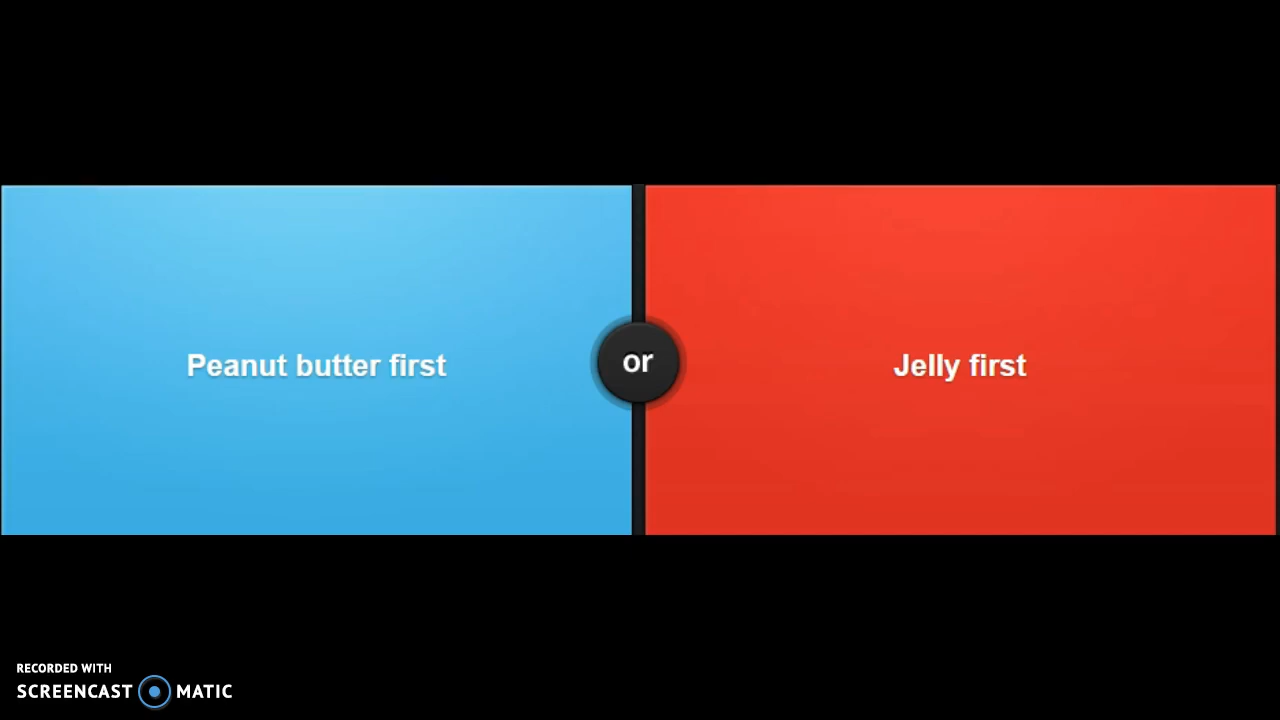 Peanut butter first
or
Jelly first
RECORDED WITH
SCREENCAST MATIC